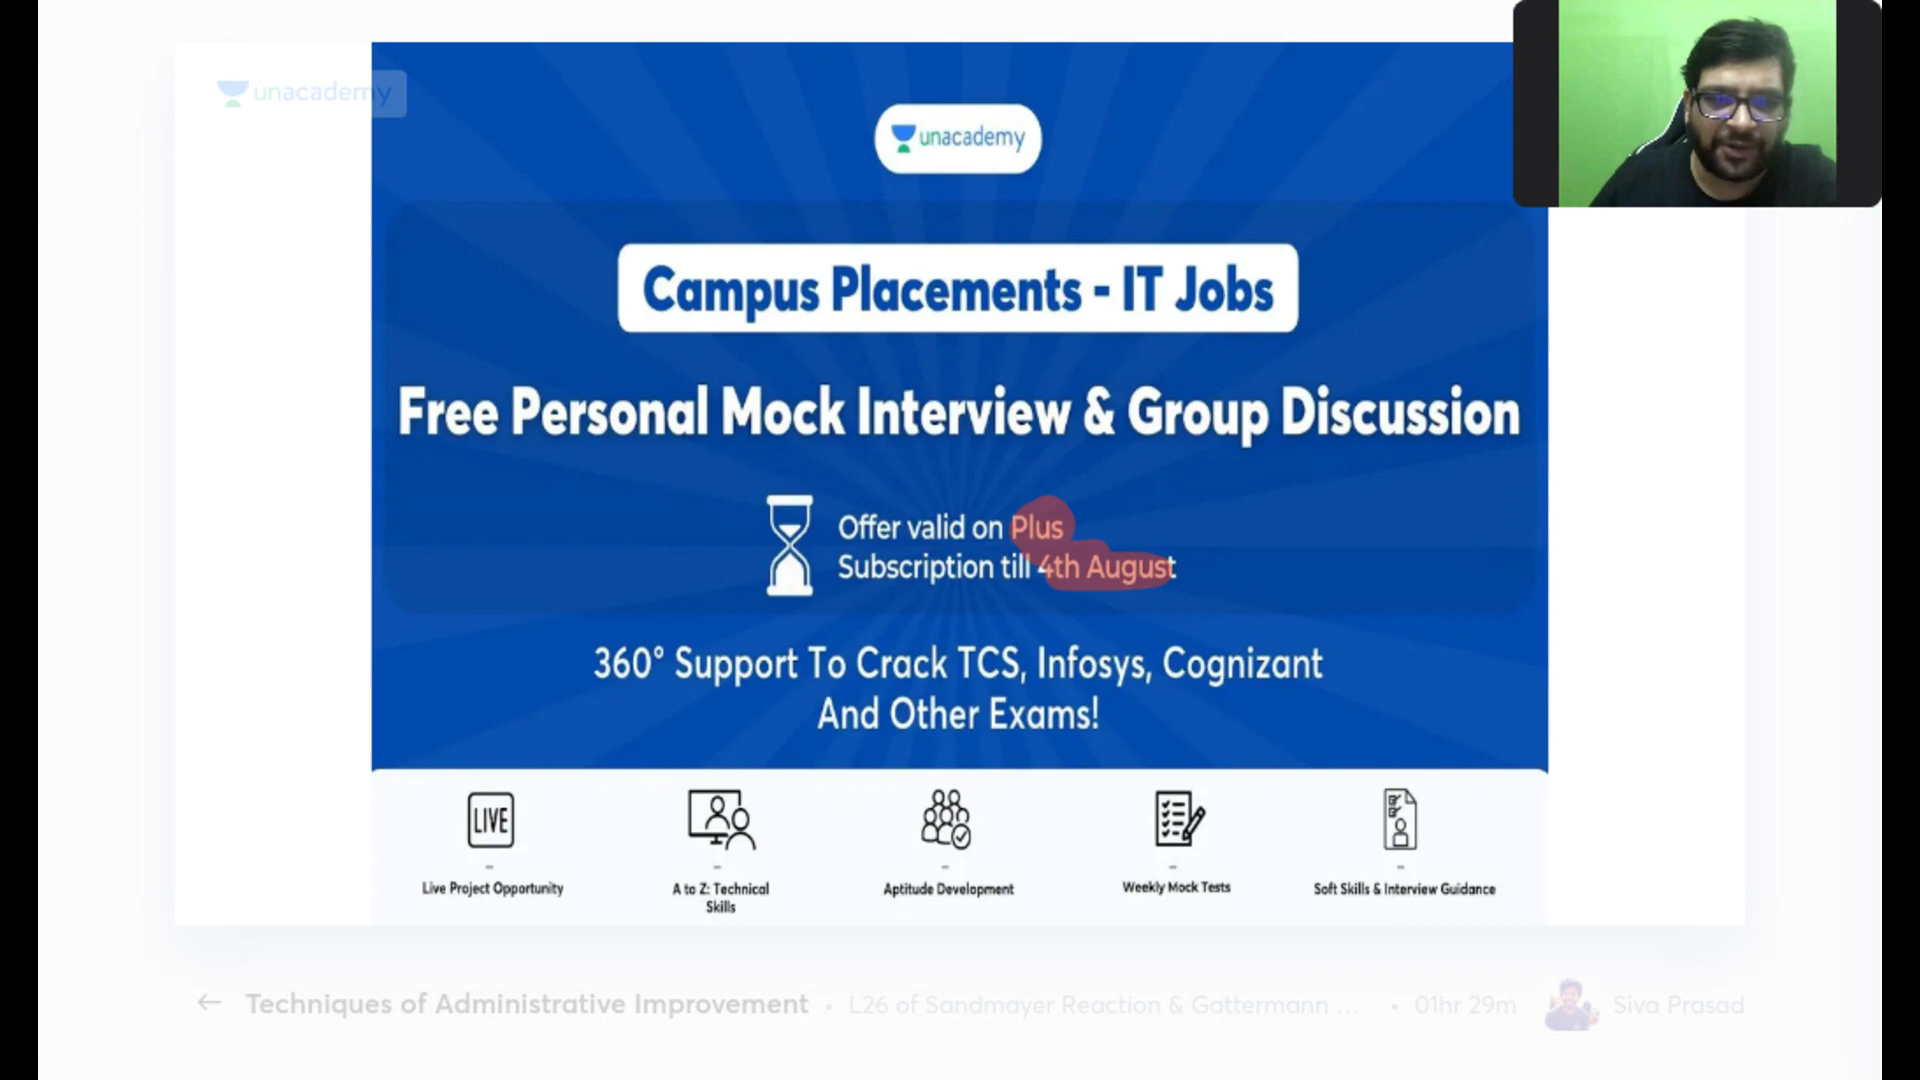 unacademy
unacademy
Campus Placements - IT Jobs
Free Personal Mock Interview & Group Discussion
Offer valid on Plus
Subscription till 4th August
360° Support To Crack TCS, Infosys, Cognizant
And Other Exams!
LIVE
Live Project Opportunity
A to Z: Technical
Skills
Aptitude Development
Weekly Mock Tests
Soft Skills & Interview Guidance
Techniques of Administrative Improvement • L26 of Sandmayer Reaction & Gattermann ... • 01hr 29m Siva Prasad